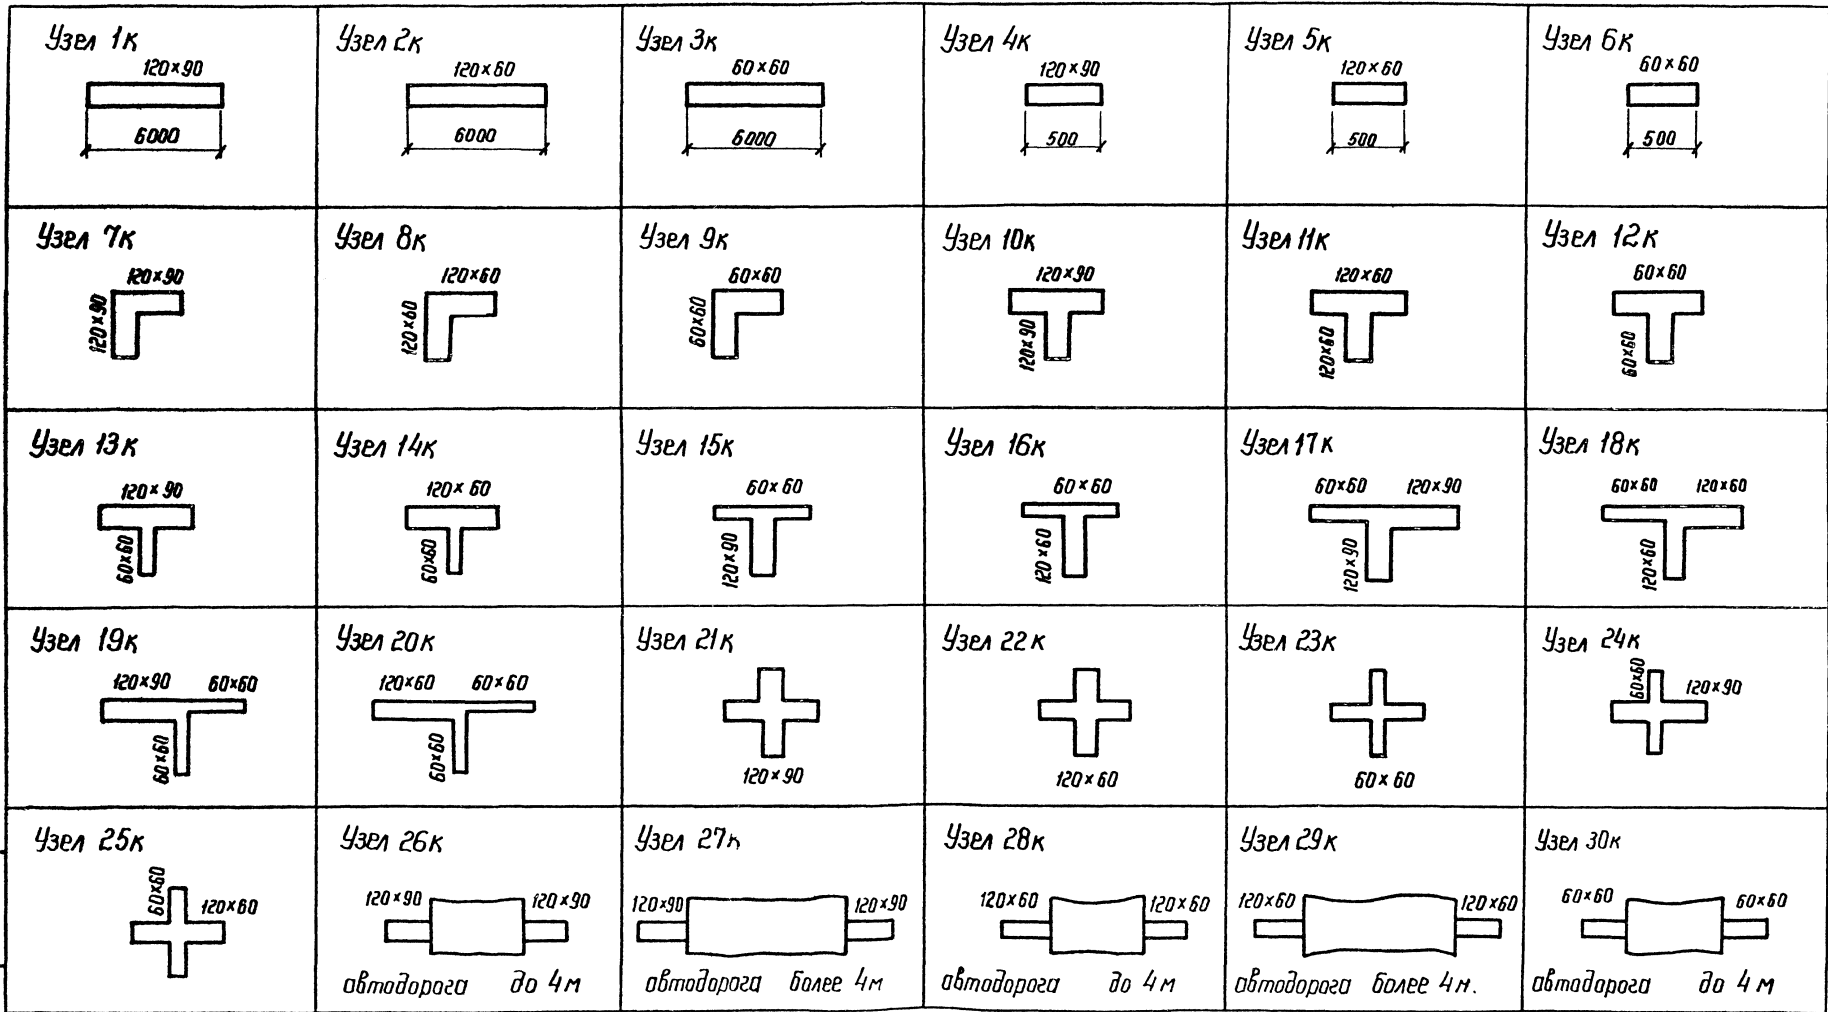 Узел 1к
120×90
6000
Узел 2к
120×60
6000
Узел 3к
60×60
6000
Узел 4к
120×90
500
Узел 5к
120×60
500
Узел 6к
60×60
500
Узел 7к
120×90
120×90
Узел 8к
120×60
120×60
Узел 9к
60×60
60×60
Узел 10к
120×90
120×90
Узел 11к
120×60
120×60
Узел 12к
60×60
60×60
Узел 13к
120×90
60×60
Узел 14к
120×60
60×60
Узел 15к
60×60
120×90
Узел 16к
60×60
120×60
Узел 17к
60×60 120×90
120×90
Узел 18к
60×60 120×60
120×60
Узел 19к
120×90 60×60
60×60
Узел 20к
120×60 60×60
60×60
Узел 21к
120×90
Узел 22к
120×60
Узел 23к
60×60
Узел 24к
60×60
120×90
Узел 25к
60×60
120×60
Узел 26к
120×90 120×90
автодорога до 4м
Узел 27к
120×90 120×90
автодорога более 4м
Узел 28к
120×60 120×60
автодорога до 4м
Узел 29к
120×60 120×60
автодорога более 4м.
Узел 30к
60×60 60×60
автодорога до 4м